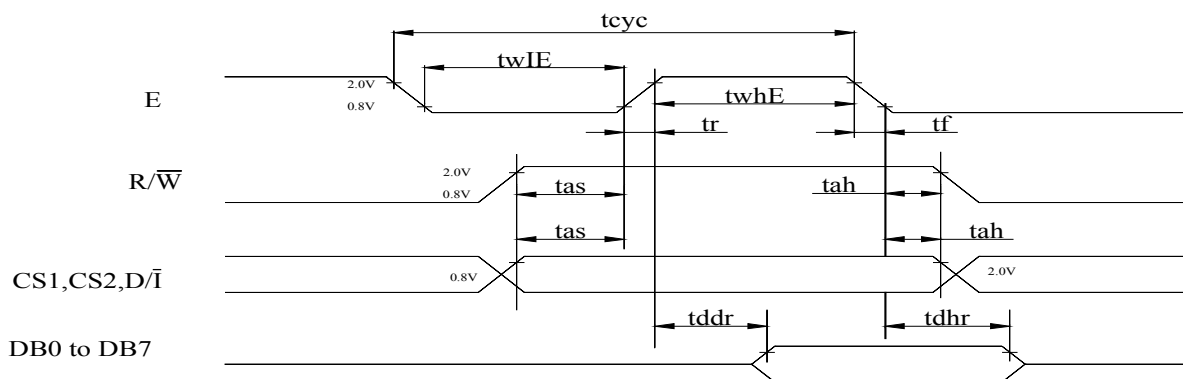 tcyc
twIE
E
2.0V
0.8V
twhE
tr
tf
R/W̅
2.0V
0.8V
tas
tah
tas
tah
CS1,CS2,D/I̅
0.8V
2.0V
tddr
tdhr
DB0 to DB7